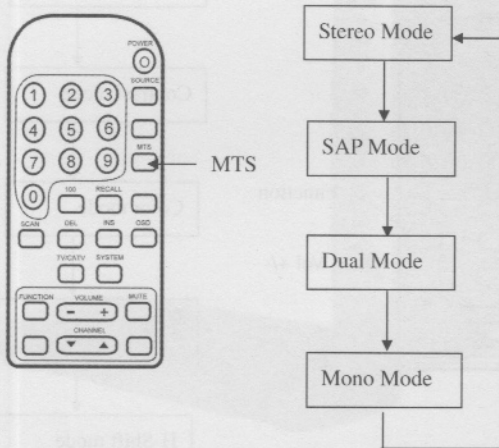 POWER
SOURCE
1 2 3
4 5 6
MTS
7 8 9
MTS
0
100 RECALL
SCAN DEL INS OSD
TV/CATV SYSTEM
FUNCTION VOLUME MUTE
- +
CHANNEL
Stereo Mode
SAP Mode
Dual Mode
Mono Mode